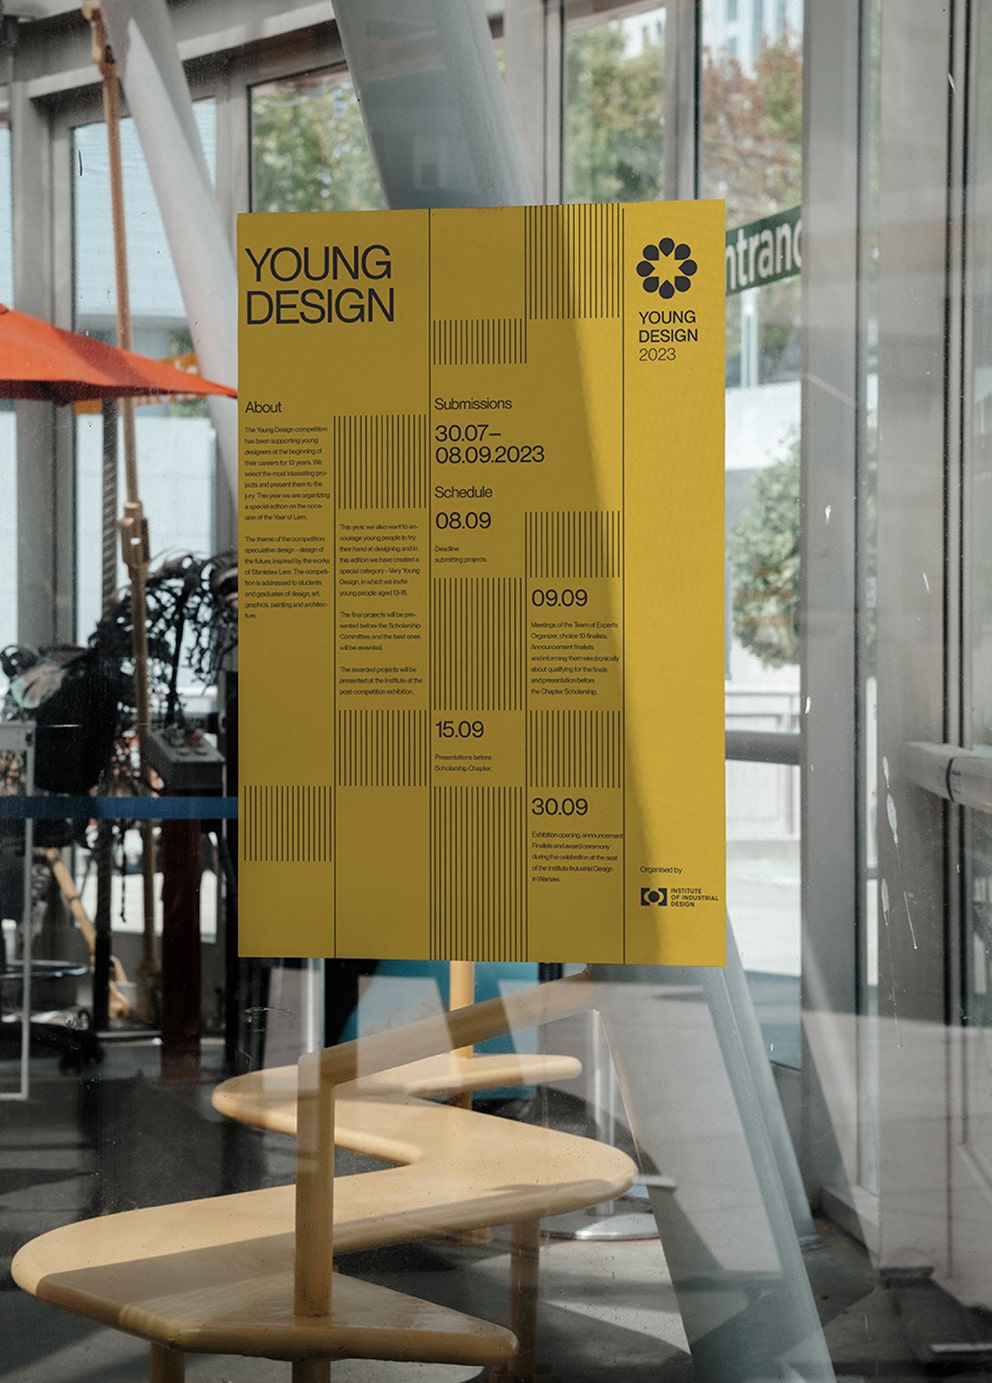 YOUNG
DESIGN
About
The Young Design competition
has been supporting young
designers at the beginning of
their careers for 13 years. We
select the most interesting pro-
jects and present them to the
jury. This year we are organizing
a special edition on the occa-
sion of the Year of Lem.
The theme of the competition:
speculative design - design of
the future, inspired by the works
of Stanisław Lem. The competi-
tion is addressed to students
and graduates of design, art,
graphics, painting and architec-
ture.
This year, we also want to en-
courage young people to try
their hand at designing and in
this edition we have created a
special category - Very Young
Design, in which we invite
young people aged 13-18.
The final projects will be pre-
sented before the Scholarship
Committee, and the best ones
will be awarded.
The awarded projects will be
presented at the Institute at the
post-competition exhibition.
Submissions
30.07–
08.09.2023
Schedule
08.09
Deadline
submitting projects
09.09
Meetings of the Team of Experts
Organizer, choice 10 finalists.
Announcement finalists
and informing them electronically
about qualifying for the finals
and presentation before
the Chapter Scholarship.
15.09
Presentations before
Scholarship Chapter.
30.09
Exhibition opening, announcement
Finalists and award ceremony
during the celebration at the seat
of the Institute Industrial Design
in Warsaw.
YOUNG
DESIGN
2023
Organised by
INSTITUTE
OF INDUSTRIAL
DESIGN
ntranc